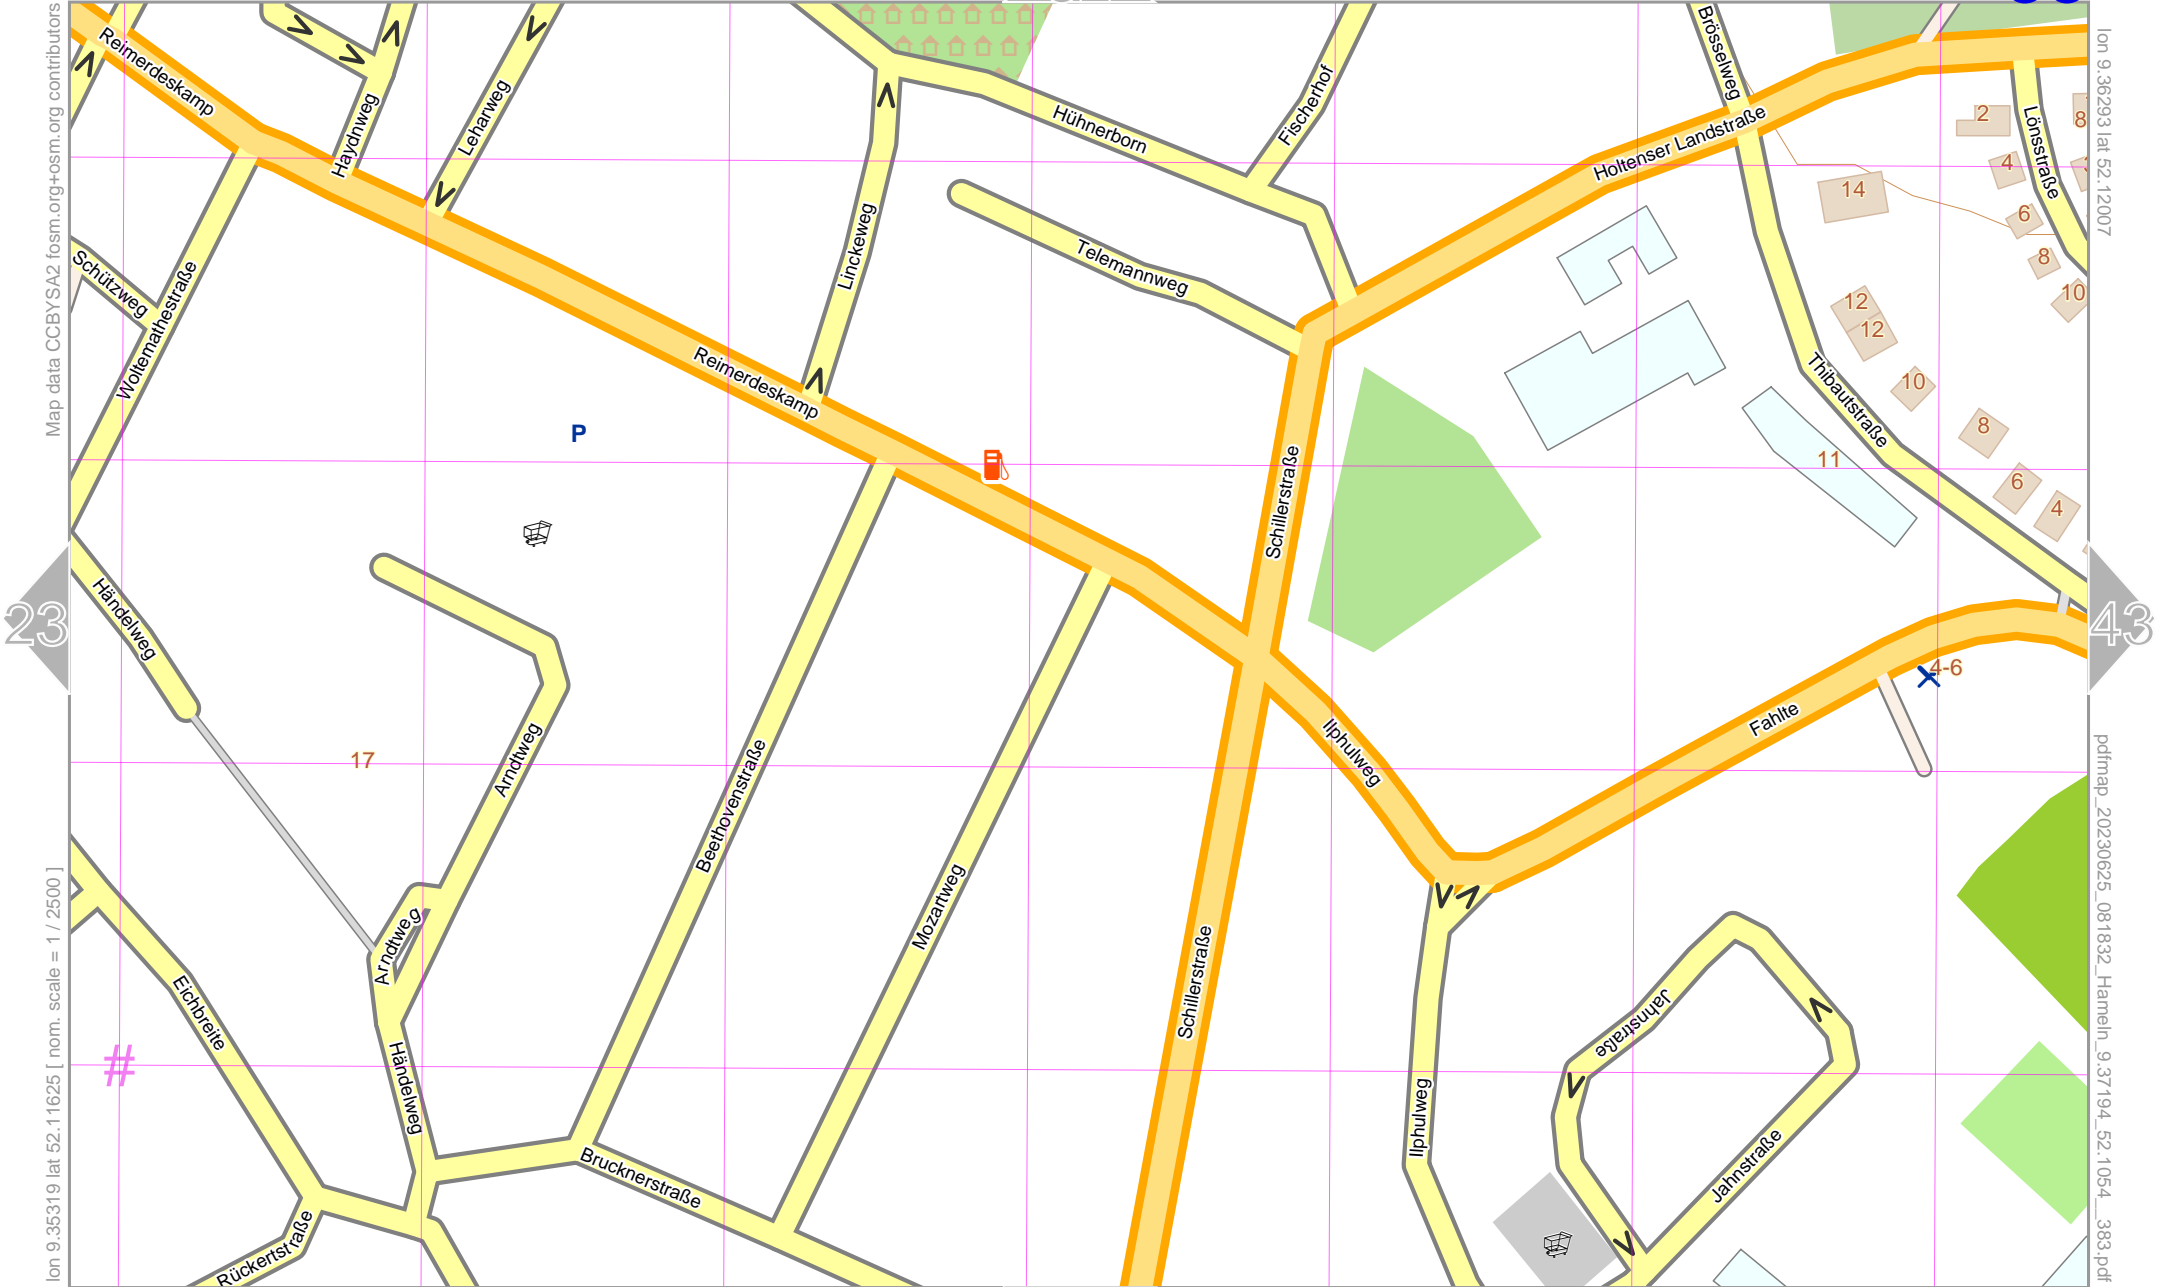 Map data CCBYSA2 fosm.org+osm.org contributors
lon 9.35319 lat 52.11625 [ nom. scale = 1 / 2500 ]
lon 9.36293 lat 52.12007
pdfmap_20230625_081832_Hameln_9.37194_52.1054__383.pdf
23
43
Reimerdeskamp
Haydnweg
Leharweg
Hühnerborn
Fischerhof
Brösselweg
Holtenser Landstraße
Lönsstraße
2
8
4
14
6
8
10
Schützweg
Woltemathestraße
Linckeweg
Telemannweg
12
12
10
Thibautstraße
8
6
4
11
Reimerdeskamp
P
Schillerstraße
Händelweg
17
Arndtweg
Beethovenstraße
Mozartweg
Ilphulweg
Fahlte
4-6
Arndtweg
Eichbreite
#
Händelweg
Schillerstraße
Jahnstraße
Ilphulweg
Jahnstraße
Brucknerstraße
Rückertstraße